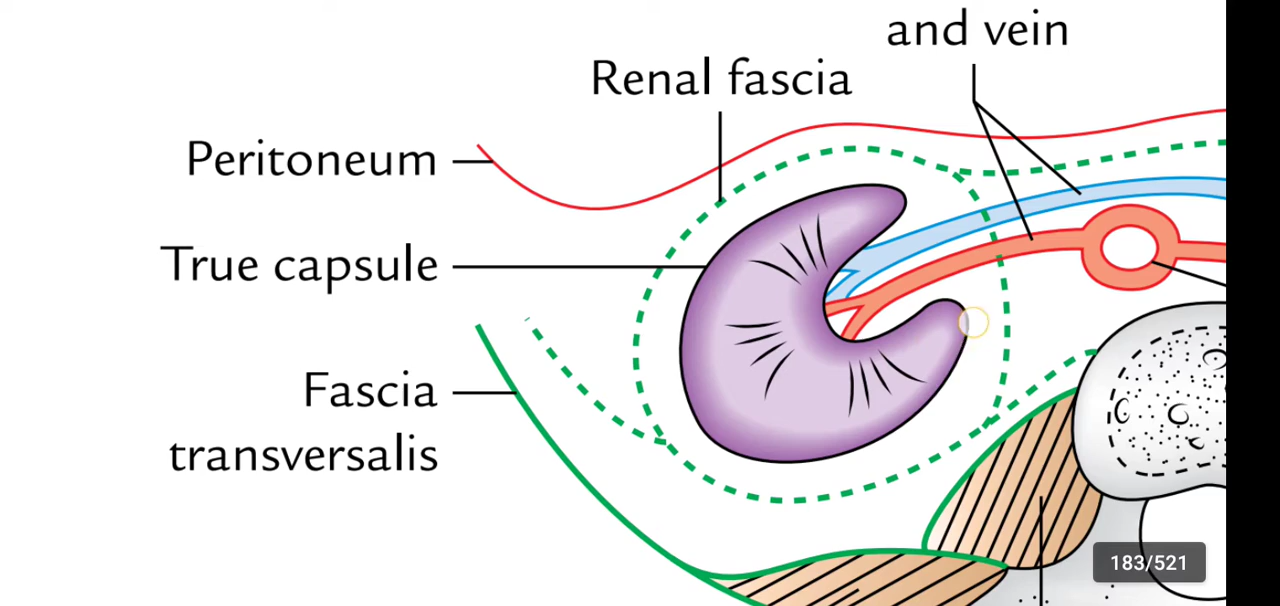 and vein
Renal fascia
Peritoneum
True capsule
Fascia
transversalis
183/521